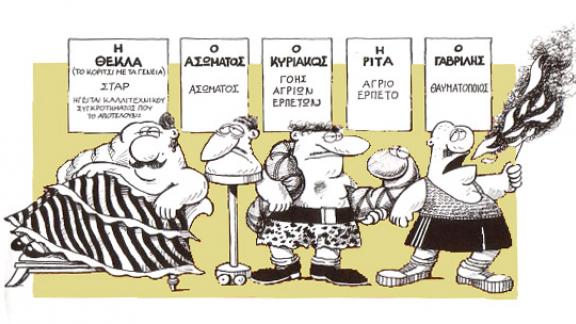 Η
ΘΕΚΛΑ
(ΤΟ ΚΟΡΙΤΣΙ ΜΕ ΤΑ ΓΕΝΕΙΑ)
ΣΤΑΡ
ΗΓΕΙΤΑΙ ΚΑΛΛΙΤΕΧΝΙΚΟΥ
ΣΥΓΚΡΟΤΗΜΑΤΟΣ ΠΟΥ
ΤΟ ΑΠΟΤΕΛΟΥΝ:
Ο
ΑΣΩΜΑΤΟΣ
ΑΣΩΜΑΤΟΣ
Ο
ΚΥΡΙΑΚΟΣ
ΓΟΗΣ
ΑΓΡΙΩΝ
ΕΡΠΕΤΩΝ
Η
ΡΙΤΑ
ΑΓΡΙΟ
ΕΡΠΕΤΟ
Ο
ΓΑΒΡΙΛΗΣ
ΘΑΥΜΑΤΟΠΟΙΟΣ